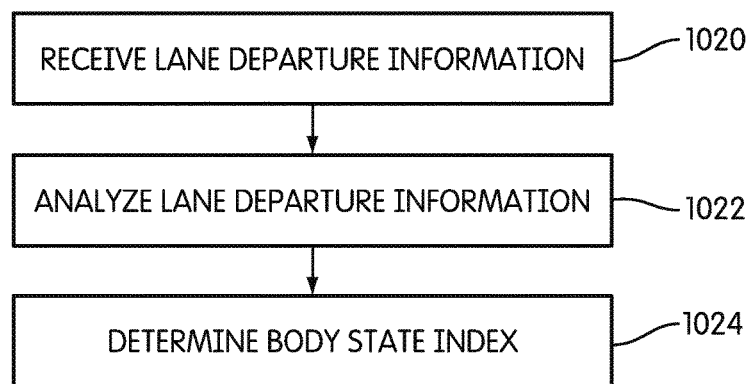 RECEIVE LANE DEPARTURE INFORMATION
1020
ANALYZE LANE DEPARTURE INFORMATION
1022
DETERMINE BODY STATE INDEX
1024